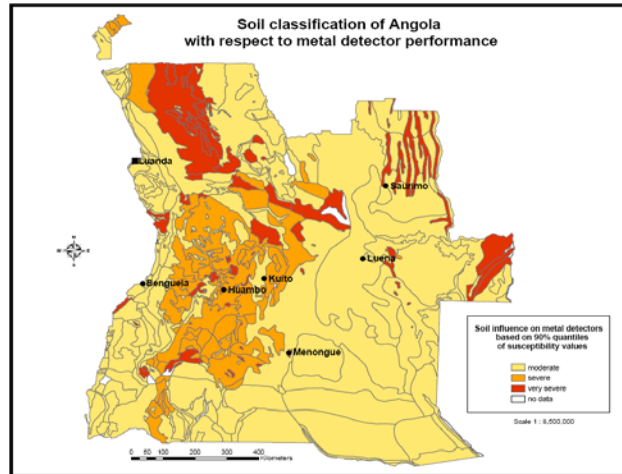 Soil classification of Angola
with respect to metal detector performance
Luanda
Saurimo
N
W E
S
Luena
Benguela
Kuito
Huambo
Menongue
Soil influence on metal detectors
based on 90% quantiles
of susceptibility values
moderate
severe
very severe
no data
Scale 1 : 8,500,000
0 50 100 200 300 400
Kilometers